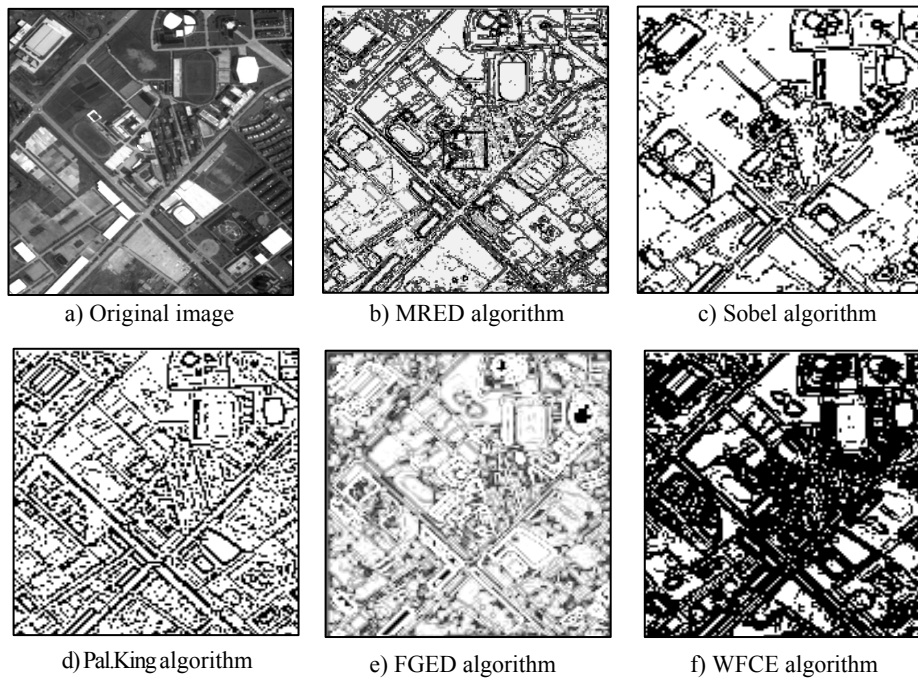 a) Original image
b) MRED algorithm
c) Sobel algorithm
d) Pal.King algorithm
e) FGED algorithm
f) WFCE algorithm